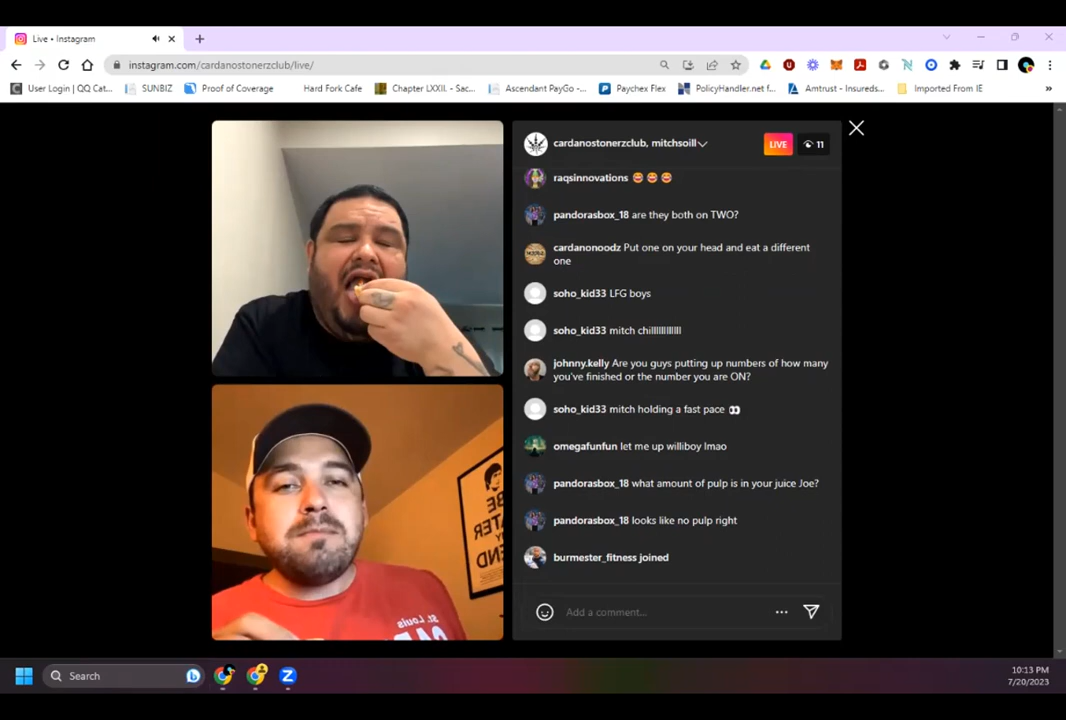 Live • Instagram
instagram.com/cardanostonerzclub/live/
User Login | QQ Cat...
SUNBIZ
Proof of Coverage
Hard Fork Cafe
Chapter LXXII. - Sac...
Ascendant PayGo -...
Paychex Flex
PolicyHandler.net f...
Amtrust - Insureds...
Imported From IE
cardanostonerzclub, mitchsoill
LIVE
11
raqsinnovations
pandorasbox_18 are they both on TWO?
cardanonoodz Put one on your head and eat a different
one
soho_kid33 LFG boys
soho_kid33 mitch chilllllllllllll
johnny.kelly Are you guys putting up numbers of how many
you've finished or the number you are ON?
soho_kid33 mitch holding a fast pace 👀
omegafunfun let me up williboy lmao
pandorasbox_18 what amount of pulp is in your juice Joe?
pandorasbox_18 looks like no pulp right
burmester_fitness joined
Add a comment...
St. Louis
Search
10:13 PM
7/20/2023